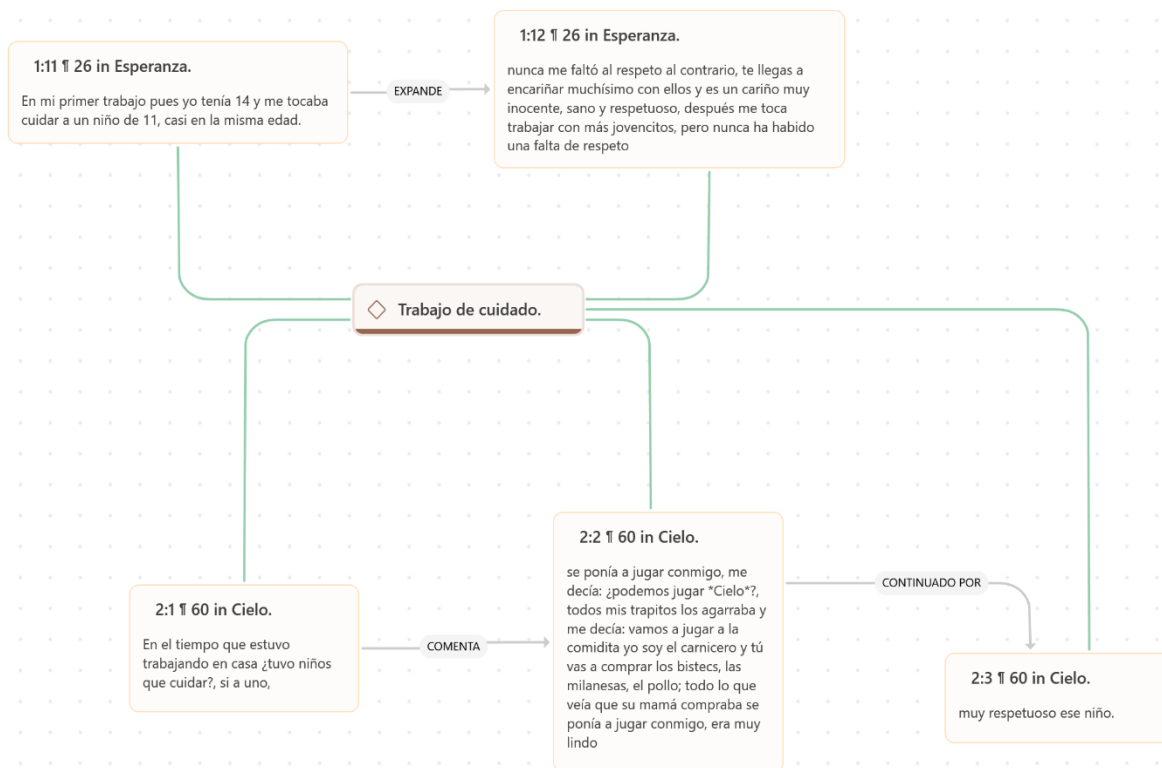 1:11 ¶ 26 in Esperanza.
En mi primer trabajo pues yo tenía 14 y me tocaba
cuidar a un niño de 11, casi en la misma edad.
EXPANDE
1:12 ¶ 26 in Esperanza.
nunca me faltó al respeto al contrario, te llegas a
encariñar muchísimo con ellos y es un cariño muy
inocente, sano y respetuoso, después me toca
trabajar con más jovencitos, pero nunca ha habido
una falta de respeto
Trabajo de cuidado.
2:1 ¶ 60 in Cielo.
En el tiempo que estuvo
trabajando en casa ¿tuvo niños
que cuidar?, si a uno,
COMENTA
2:2 ¶ 60 in Cielo.
se ponía a jugar conmigo, me
decía: ¿podemos jugar *Cielo*?,
todos mis trapitos los agarraba y
me decía: vamos a jugar a la
comidita yo soy el carnicero y tú
vas a comprar los bistecs, las
milanesas, el pollo; todo lo que
veía que su mamá compraba se
ponía a jugar conmigo, era muy
lindo
CONTINUADO POR
2:3 ¶ 60 in Cielo.
muy respetuoso ese niño.